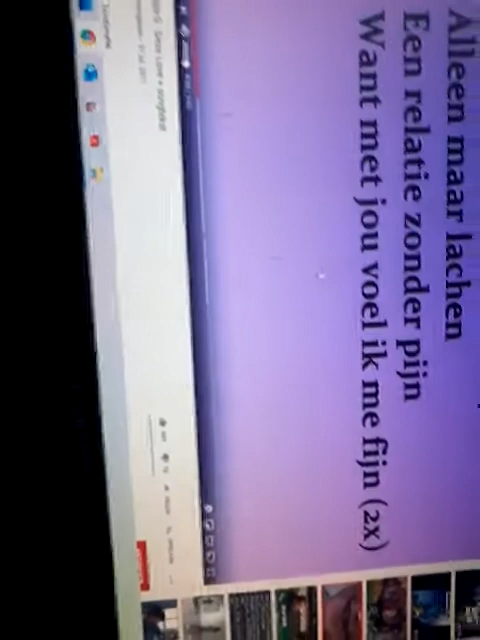 Alleen maar lachen
Een relatie zonder pijn
Want met jou voel ik me fijn (2x)